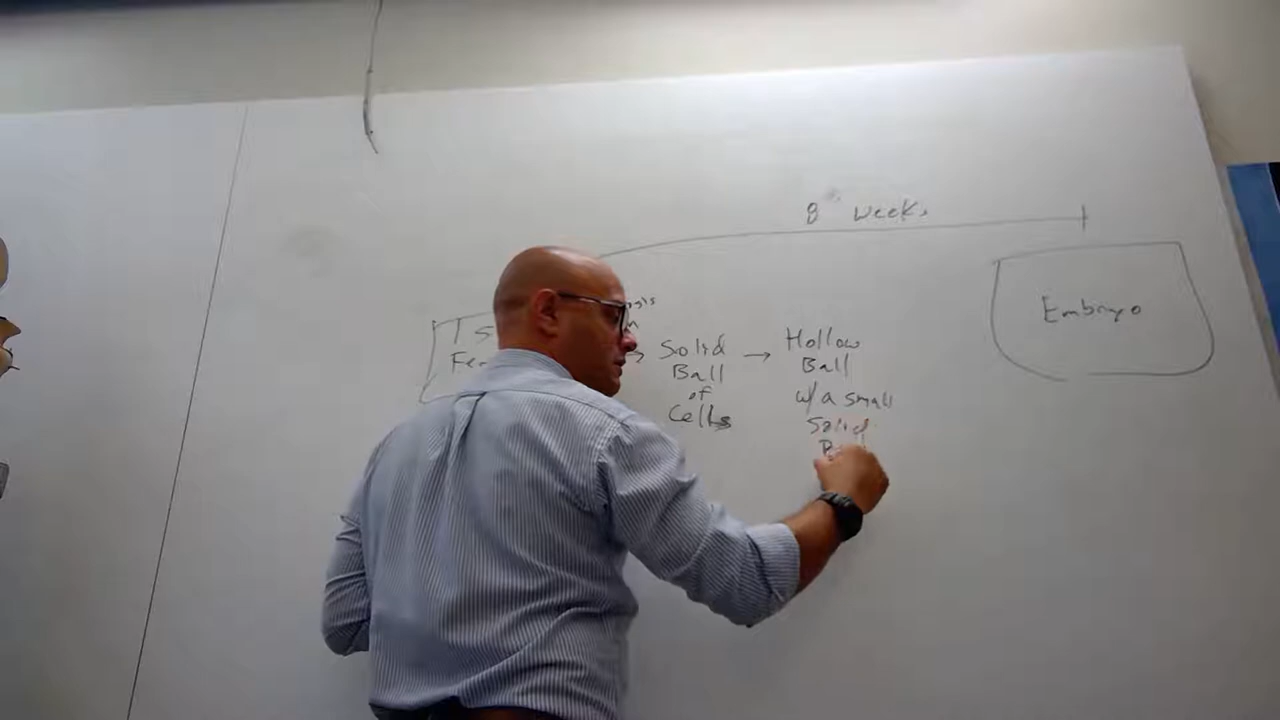 8 weeks
Embryo
Solid
Ball
of
Cells
Hollow
Ball
w/a small
Solid